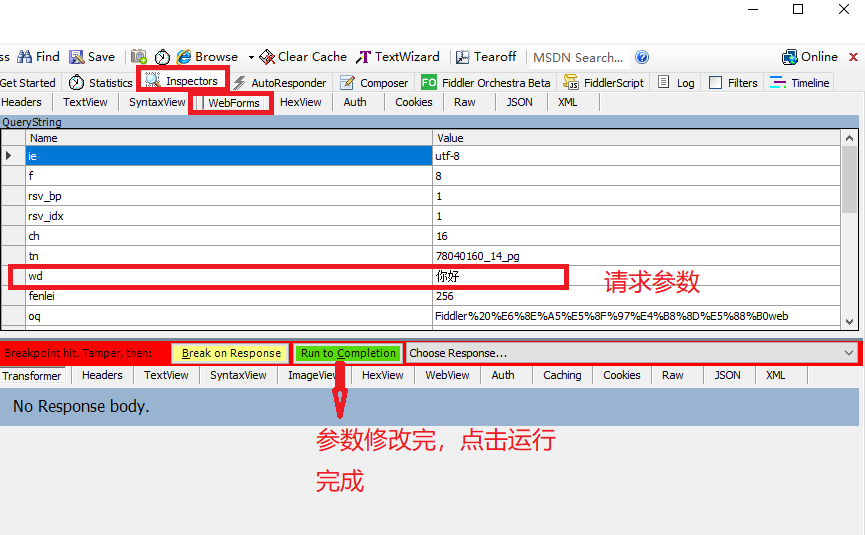 ss Find Save Browse Clear Cache TextWizard Tearoff MSDN Search... Online
Get Started Statistics Inspectors AutoResponder Composer FO Fiddler Orchestra Beta FiddlerScript Log Filters Timeline
Headers TextView SyntaxView WebForms HexView Auth Cookies Raw JSON XML
QueryString
Name Value
ie utf-8
f 8
rsv_bp 1
rsv_idx 1
ch 16
tn 78040160_14_pg
wd 你好 请求参数
fenlei 256
oq Fiddler%20%E6%8E%A5%E5%8F%97%E4%B8%8D%E5%88%B0web
Breakpoint hit. Tamper, then: Break on Response Run to Completion Choose Response...
Transformer Headers TextView SyntaxView ImageView HexView WebView Auth Caching Cookies Raw JSON XML
No Response body.
参数修改完，点击运行
完成